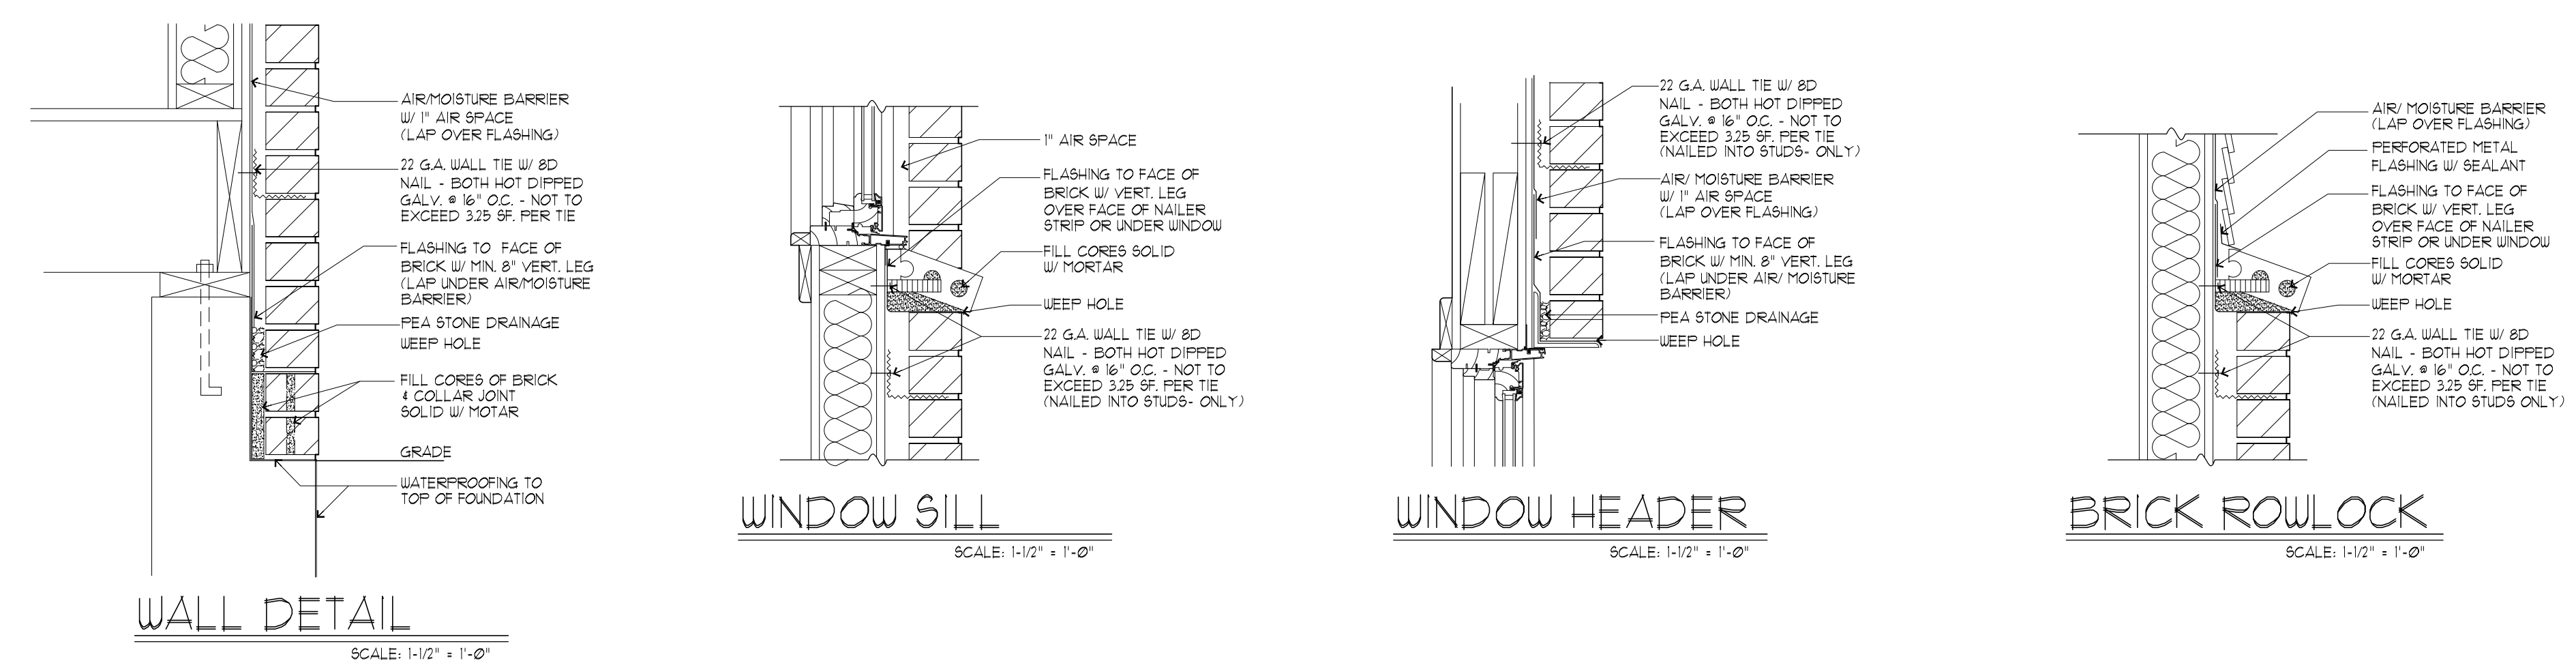 AIR/MOISTURE BARRIER
W/ 1" AIR SPACE
(LAP OVER FLASHING)
22 G.A. WALL TIE W/ 8D
NAIL - BOTH HOT DIPPED
GALV. @ 16" O.C. - NOT TO
EXCEED 3.25 SF. PER TIE
FLASHING TO FACE OF
BRICK W/ MIN. 8" VERT. LEG
(LAP UNDER AIR/MOISTURE
BARRIER)
PEA STONE DRAINAGE
WEEP HOLE
FILL CORES OF BRICK
& COLLAR JOINT
SOLID W/ MOTAR
GRADE
WATERPROOFING TO
TOP OF FOUNDATION
WALL DETAIL
SCALE: 1-1/2" = 1'-0"
1" AIR SPACE
FLASHING TO FACE OF
BRICK W/ VERT. LEG
OVER FACE OF NAILER
STRIP OR UNDER WINDOW
FILL CORES SOLID
W/ MORTAR
WEEP HOLE
22 G.A. WALL TIE W/ 8D
NAIL - BOTH HOT DIPPED
GALV. @ 16" O.C. - NOT TO
EXCEED 3.25 SF. PER TIE
(NAILED INTO STUDS- ONLY)
WINDOW SILL
SCALE: 1-1/2" = 1'-0"
22 G.A. WALL TIE W/ 8D
NAIL - BOTH HOT DIPPED
GALV. @ 16" O.C. - NOT TO
EXCEED 3.25 SF. PER TIE
(NAILED INTO STUDS- ONLY)
AIR/ MOISTURE BARRIER
W/ 1" AIR SPACE
(LAP OVER FLASHING)
FLASHING TO FACE OF
BRICK W/ MIN. 8" VERT. LEG
(LAP UNDER AIR/ MOISTURE
BARRIER)
PEA STONE DRAINAGE
WEEP HOLE
WINDOW HEADER
SCALE: 1-1/2" = 1'-0"
AIR/ MOISTURE BARRIER
(LAP OVER FLASHING)
PERFORATED METAL
FLASHING W/ SEALANT
FLASHING TO FACE OF
BRICK W/ VERT. LEG
OVER FACE OF NAILER
STRIP OR UNDER WINDOW
FILL CORES SOLID
W/ MORTAR
WEEP HOLE
22 G.A. WALL TIE W/ 8D
NAIL - BOTH HOT DIPPED
GALV. @ 16" O.C. - NOT TO
EXCEED 3.25 SF. PER TIE
(NAILED INTO STUDS ONLY)
BRICK ROWLOCK
SCALE: 1-1/2" = 1'-0"